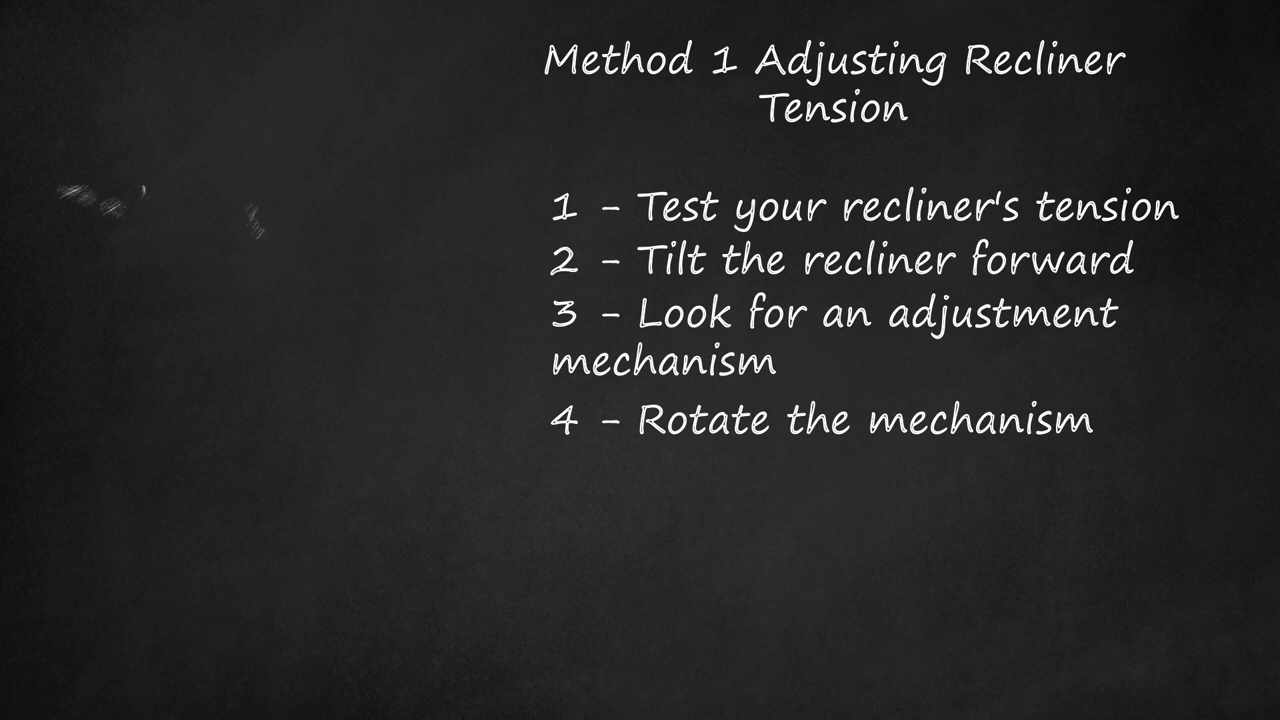 Method 1 Adjusting Recliner
Tension
1 - Test your recliner's tension
2 - Tilt the recliner forward
3 - Look for an adjustment
mechanism
4 - Rotate the mechanism